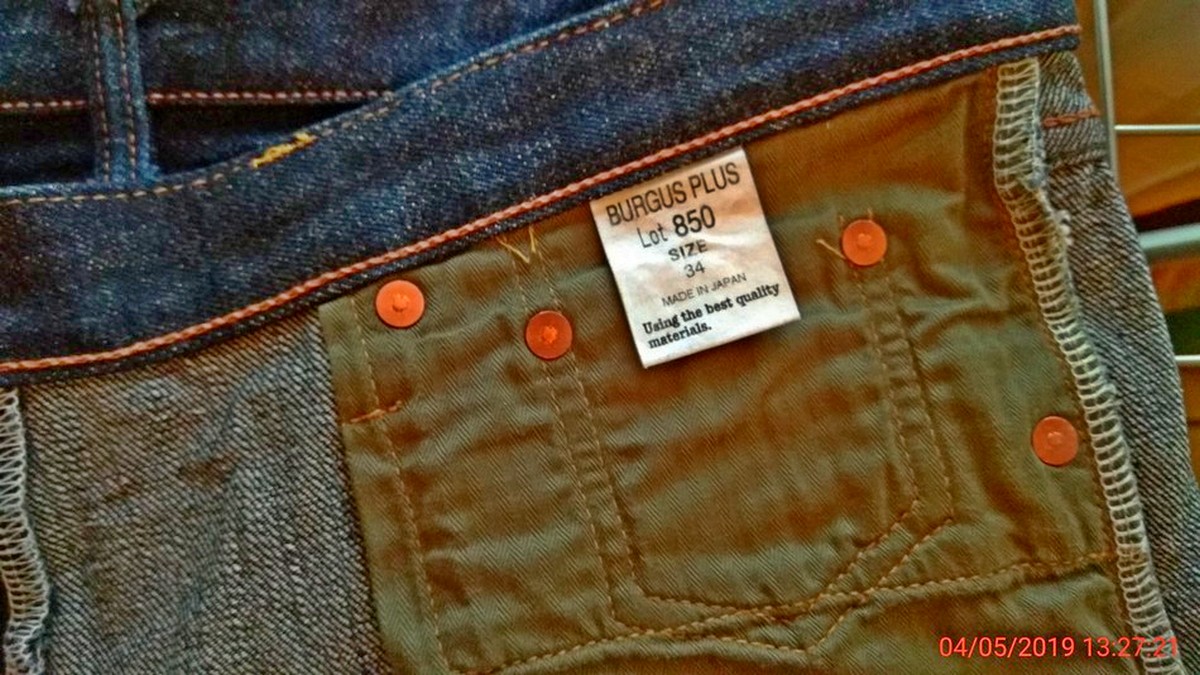 BURGUS PLUS
Lot 850
SIZE
34
MADE IN JAPAN
Using the best quality
materials.
04/05/2019 13:27:21